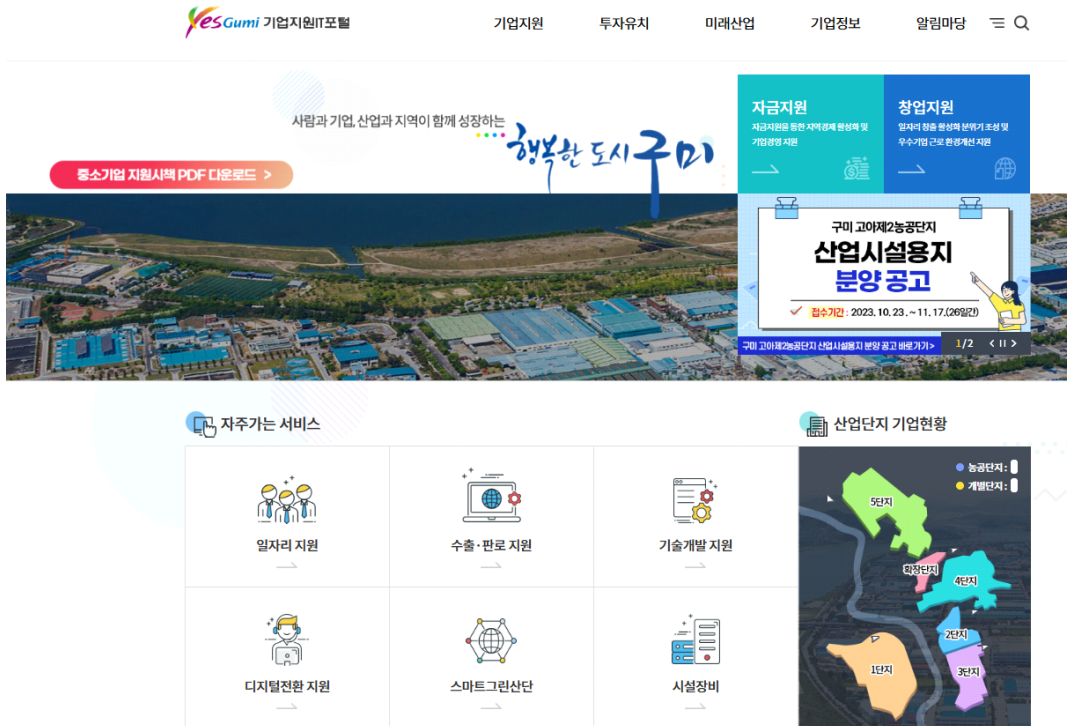 YesGumi 기업지원IT포털
기업지원 투자유치 미래산업 기업정보 알림마당
사람과 기업, 산업과 지역이 함께 성장하는
행복한 도시 구미
중소기업 지원시책 PDF 다운로드 >
자금지원
자금지원을 통한 지역경제 활성화 및
기업경영 지원
창업지원
일자리 창출 활성화 분위기 조성 및
우수기업 근로 환경개선 지원
구미 고아제2농공단지
산업시설용지
분양 공고
접수기간 : 2023. 10. 23. ~ 11. 17.(26일간)
구미 고아제2농공단지 산업시설용지 분양 공고 바로가기 >
1/2
자주가는 서비스
일자리 지원
수출·판로 지원
기술개발 지원
디지털전환 지원
스마트그린산단
시설장비
산업단지 기업현황
농공단지 :
개별단지 :
5단지
확장단지
4단지
2단지
1단지
3단지